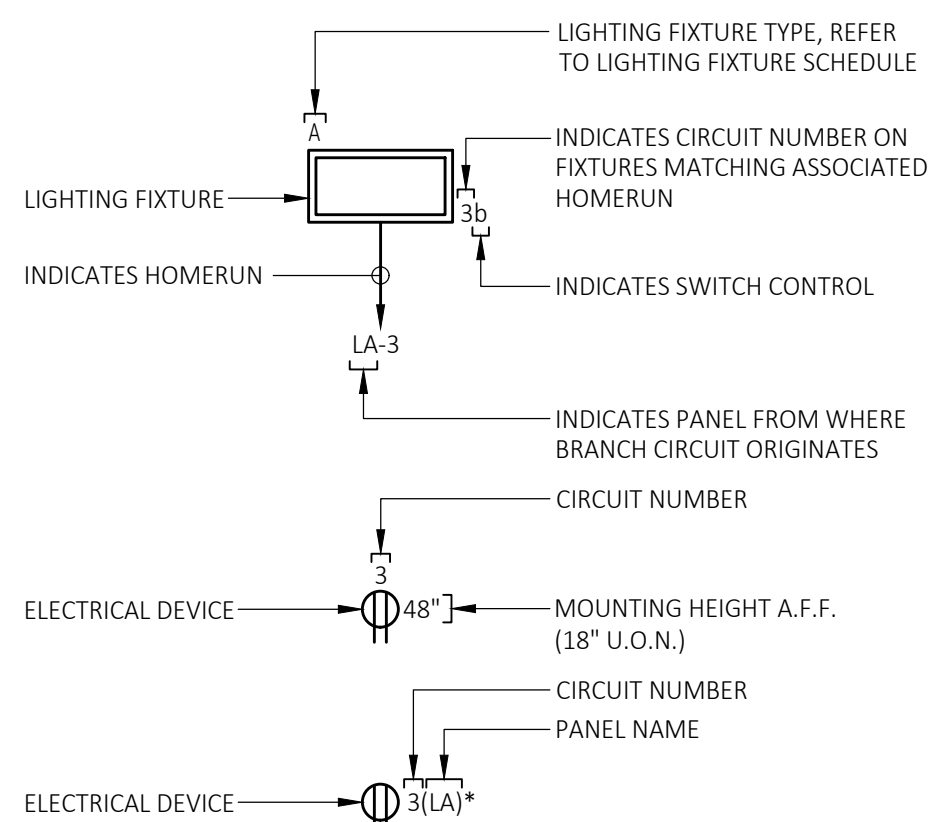 LIGHTING FIXTURE TYPE, REFER
TO LIGHTING FIXTURE SCHEDULE
A
INDICATES CIRCUIT NUMBER ON
FIXTURES MATCHING ASSOCIATED
HOMERUN
LIGHTING FIXTURE
3b
INDICATES HOMERUN
INDICATES SWITCH CONTROL
LA-3
INDICATES PANEL FROM WHERE
BRANCH CIRCUIT ORIGINATES
CIRCUIT NUMBER
3
ELECTRICAL DEVICE
48"
MOUNTING HEIGHT A.F.F.
(18" U.O.N.)
CIRCUIT NUMBER
PANEL NAME
ELECTRICAL DEVICE
3(LA)*